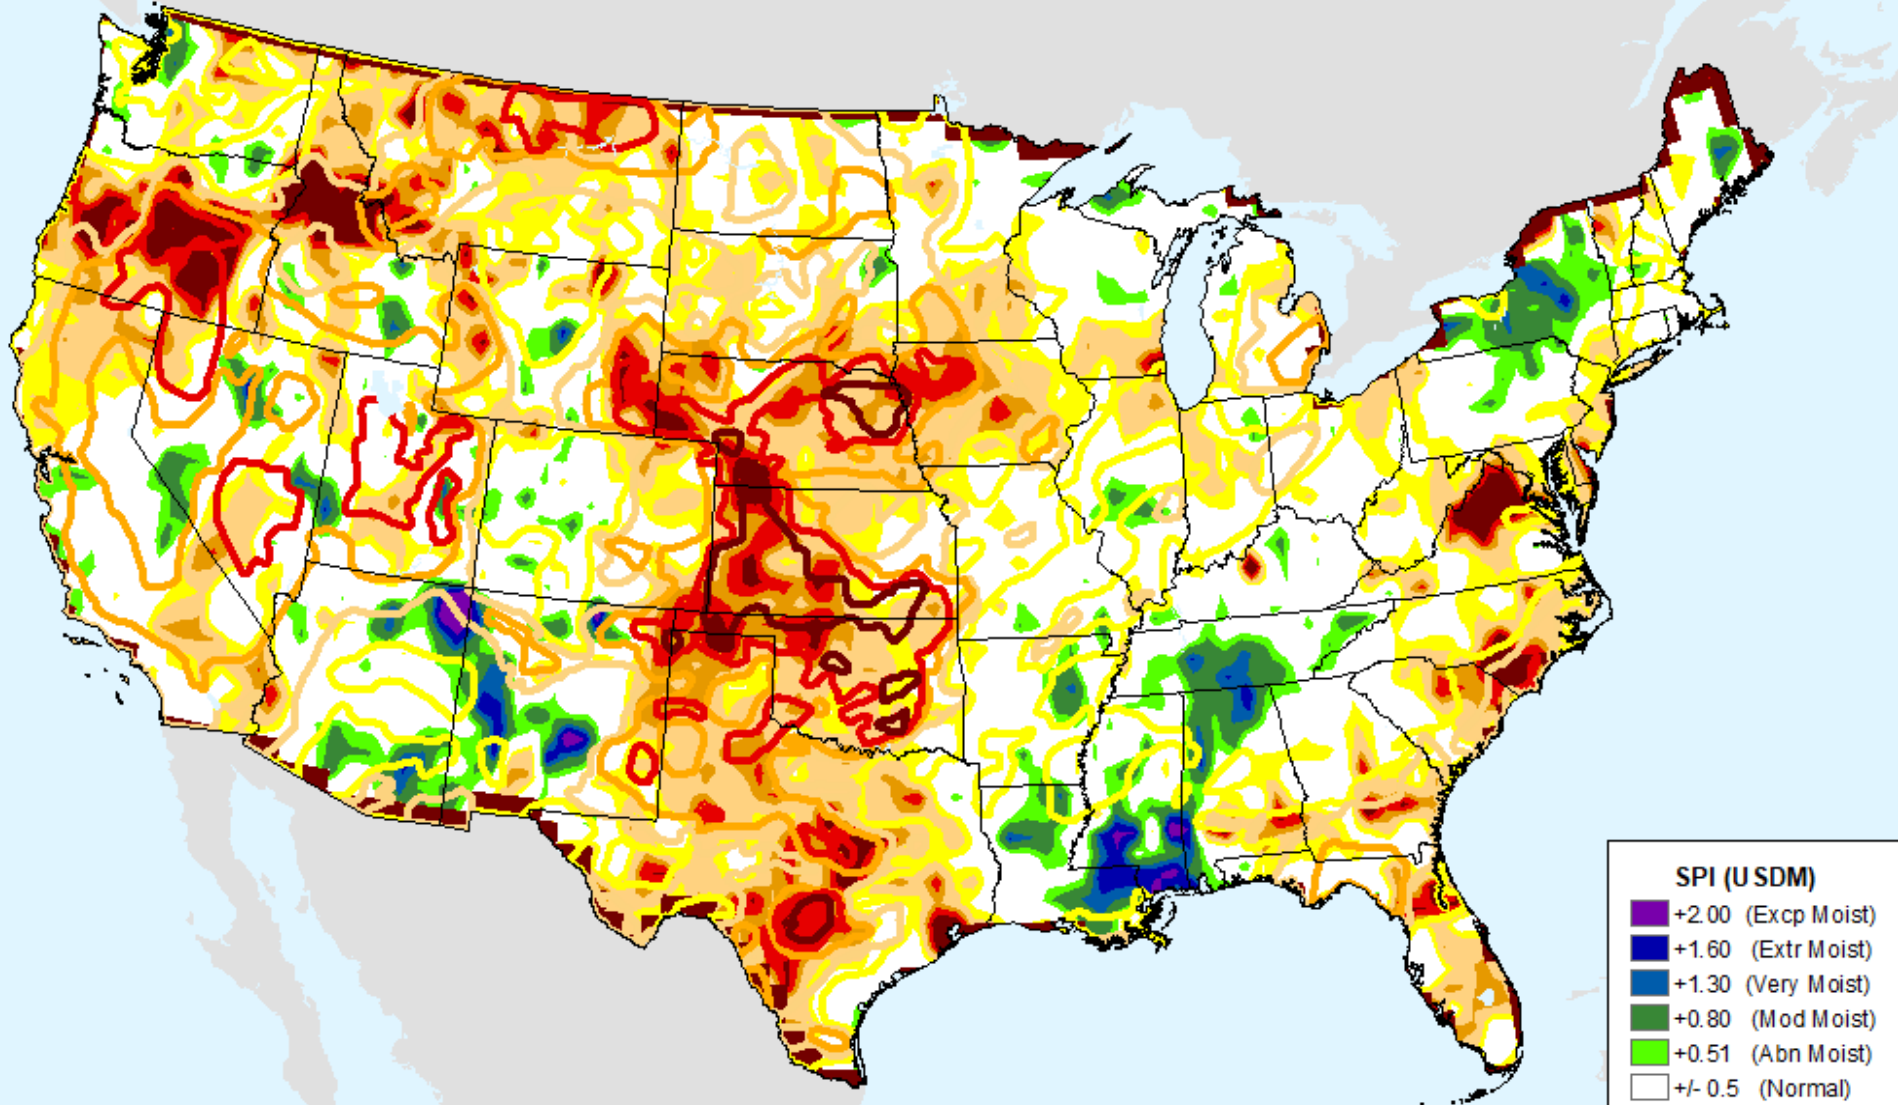 SPI (USDM)
+2.00 (Excp Moist)
+1.60 (Extr Moist)
+1.30 (Very Moist)
+0.80 (Mod Moist)
+0.51 (Abn Moist)
+/- 0.5 (Normal)